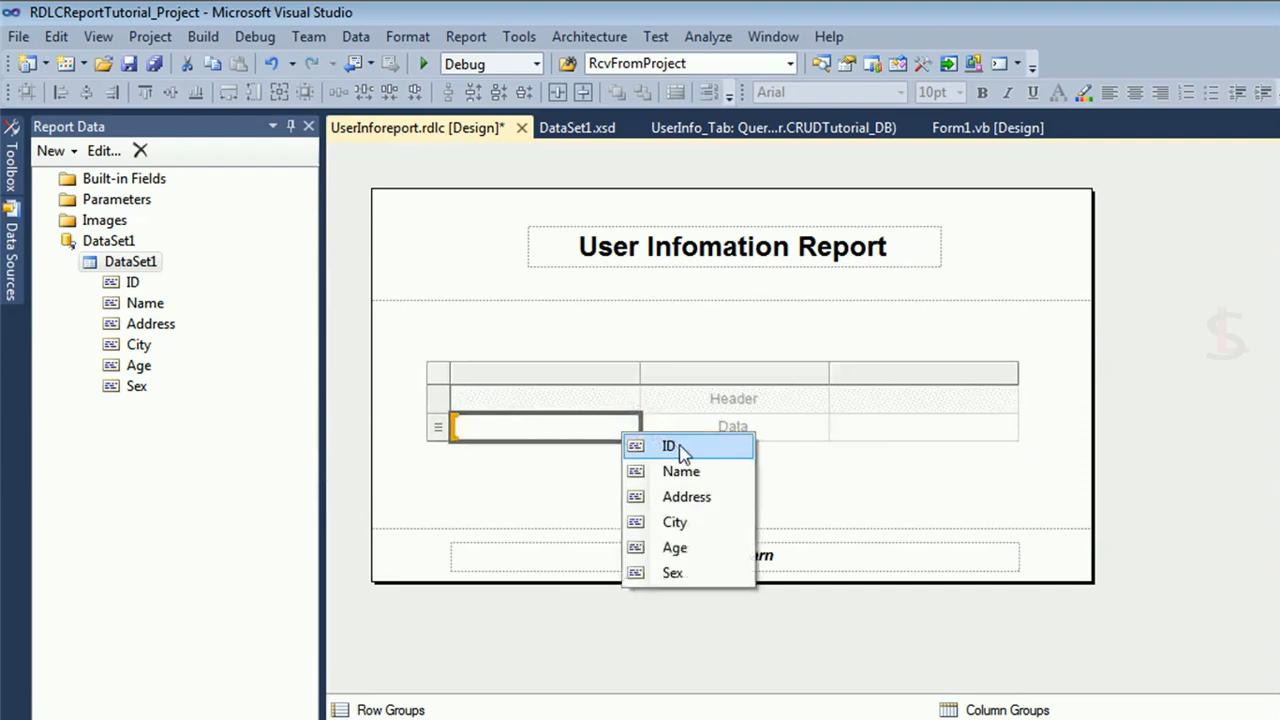 RDLCReportTutorial_Project - Microsoft Visual Studio
File Edit View Project Build Debug Team Data Format Report Tools Architecture Test Analyze Window Help
Debug RcvFromProject
Arial 10pt B I U A
Report Data
UserInforeport.rdlc [Design]* DataSet1.xsd UserInfo_Tab: Quer...r.CRUDTutorial_DB) Form1.vb [Design]
New Edit...
Toolbox
Data Sources
Built-in Fields
Parameters
Images
DataSet1
DataSet1
ID
Name
Address
City
Age
Sex
User Infomation Report
Header
Data
ID
Name
Address
City
Age
Sex
Row Groups Column Groups